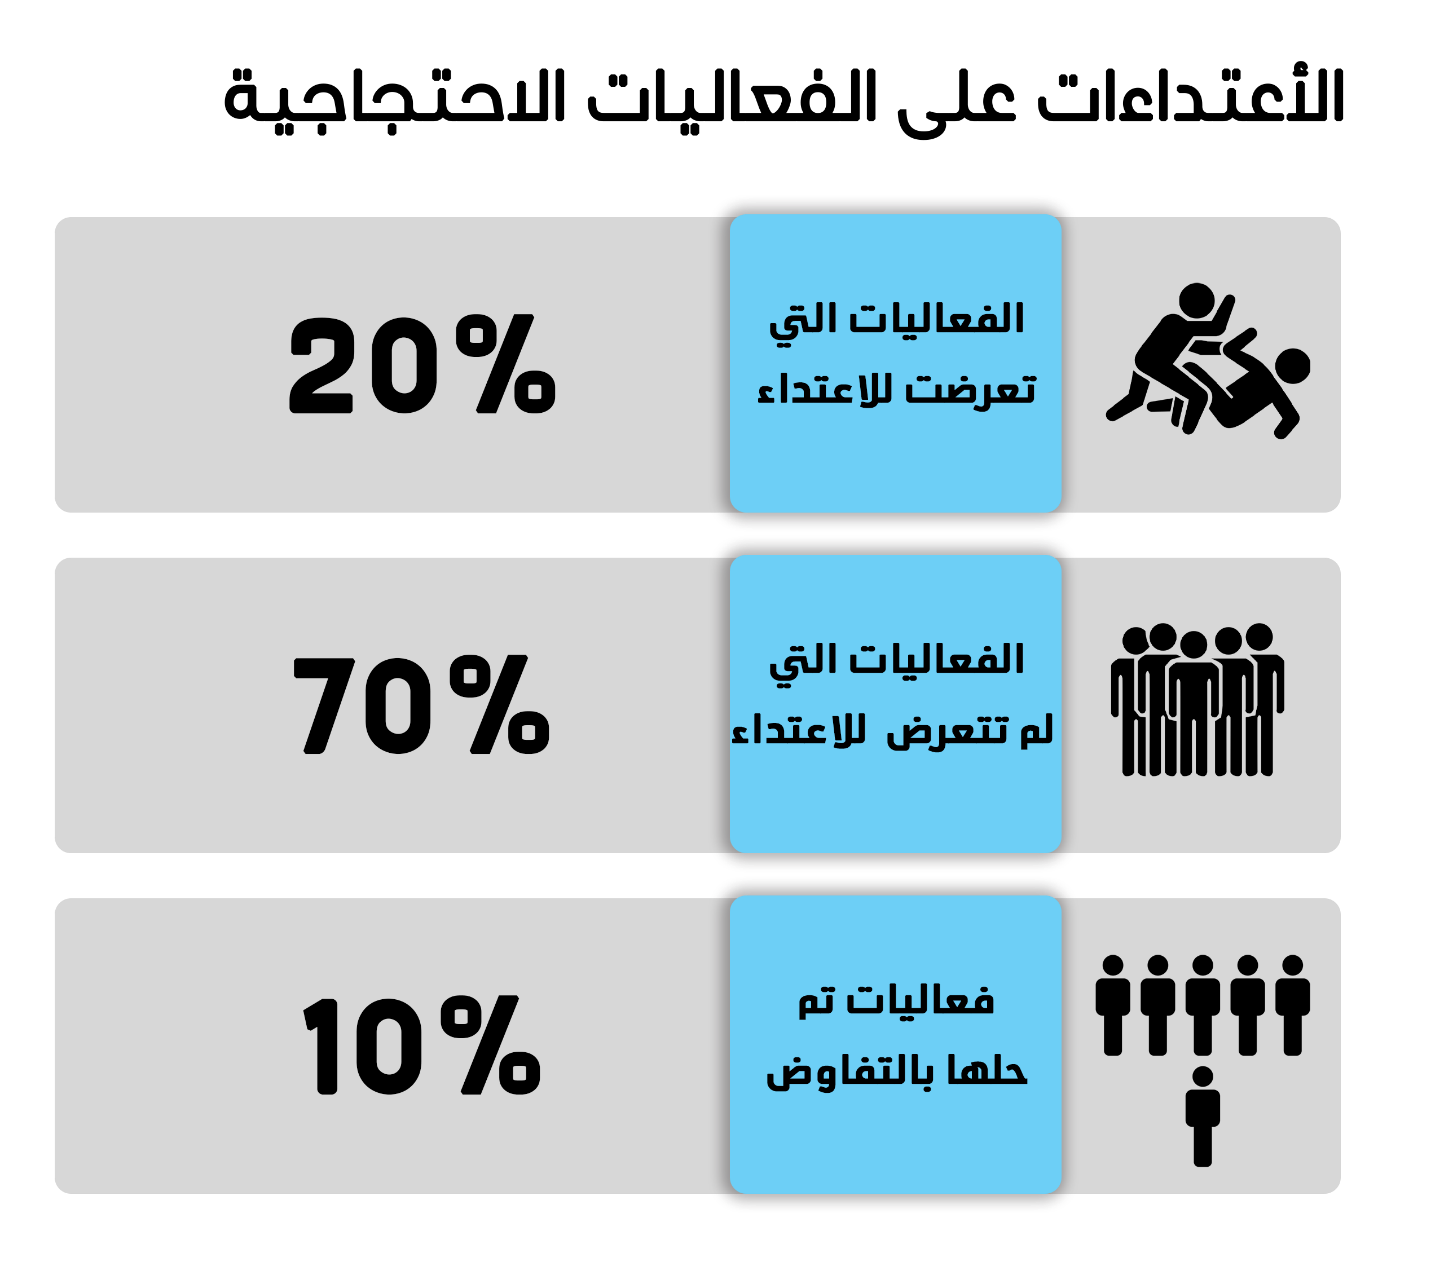 الأعتداءات على الفعاليات الاحتجاجية
الفعاليات التي
تعرضت للاعتداء
20%
الفعاليات التي
لم تتعرض للاعتداء
70%
فعاليات تم
حلها بالتفاوض
10%